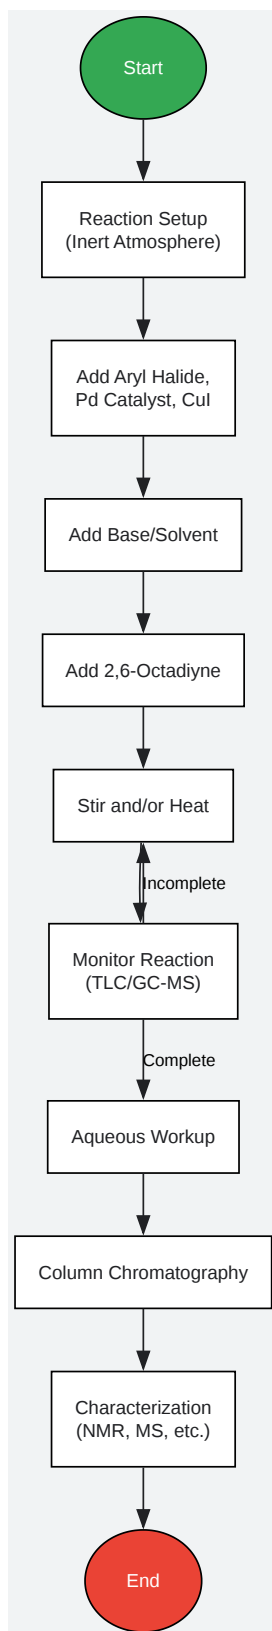 Start
Reaction Setup
(Inert Atmosphere)
Add Aryl Halide,
Pd Catalyst, CuI
Add Base/Solvent
Add 2,6-Octadiyne
Stir and/or Heat
Incomplete
Monitor Reaction
(TLC/GC-MS)
Complete
Aqueous Workup
Column Chromatography
Characterization
(NMR, MS, etc.)
End